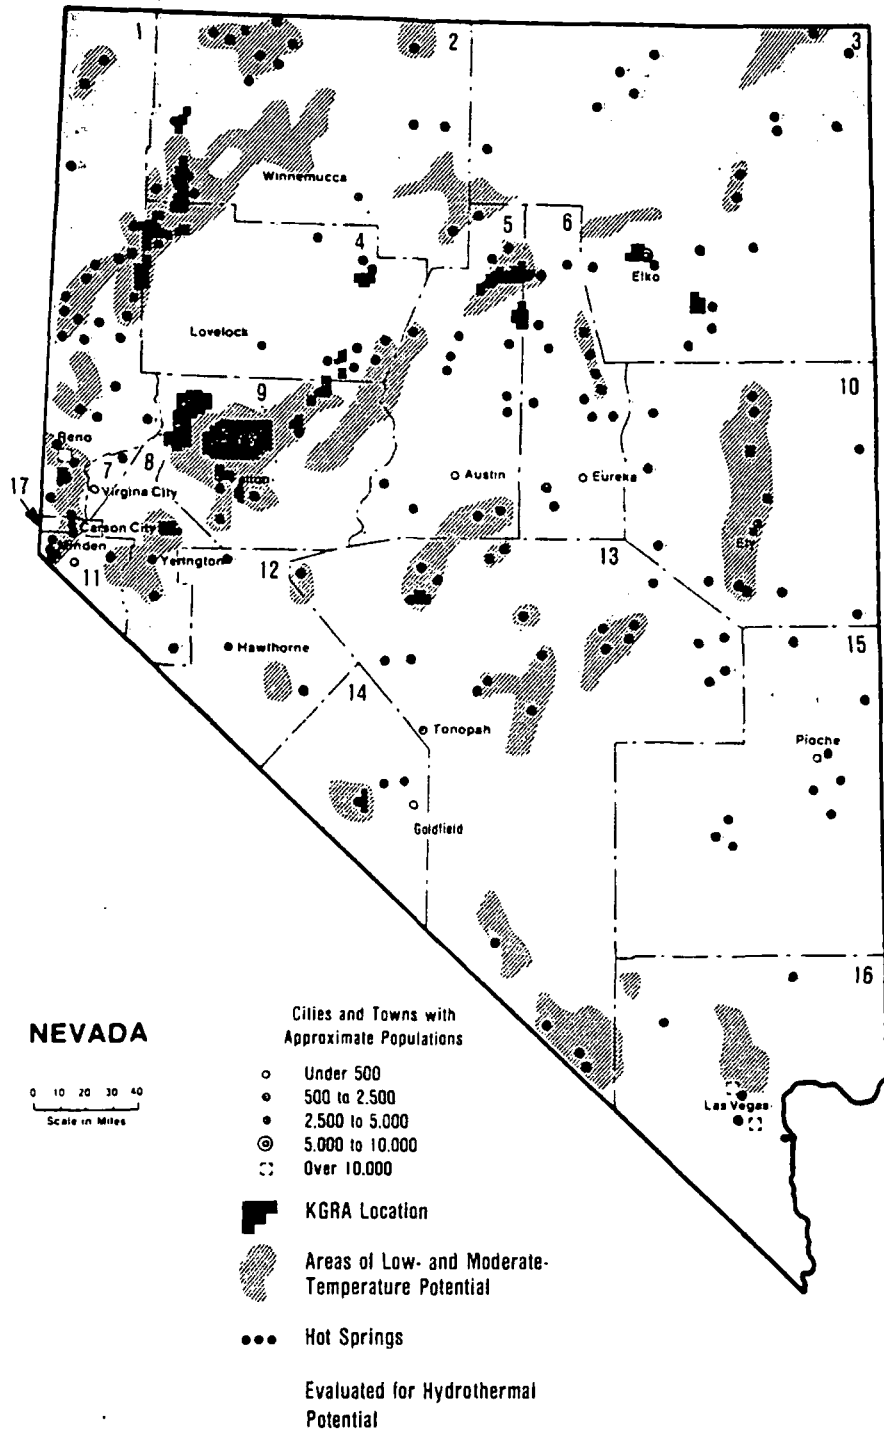 1
2
3
Winnemucca
5
6
4
Elko
Lovelock
9
10
Reno
7
8
Austin
Eureka
17
Virgina City
Carson City
Ely
Minden
11
Yerington
12
13
Hawthorne
15
14
Tonopah
Pioche
Goldfield
16
Las Vegas
NEVADA
0 10 20 30 40
Scale in Miles
Cities and Towns with
Approximate Populations
Under 500
500 to 2.500
2.500 to 5.000
5.000 to 10.000
Over 10.000
KGRA Location
Areas of Low- and Moderate-
Temperature Potential
Hot Springs
Evaluated for Hydrothermal
Potential